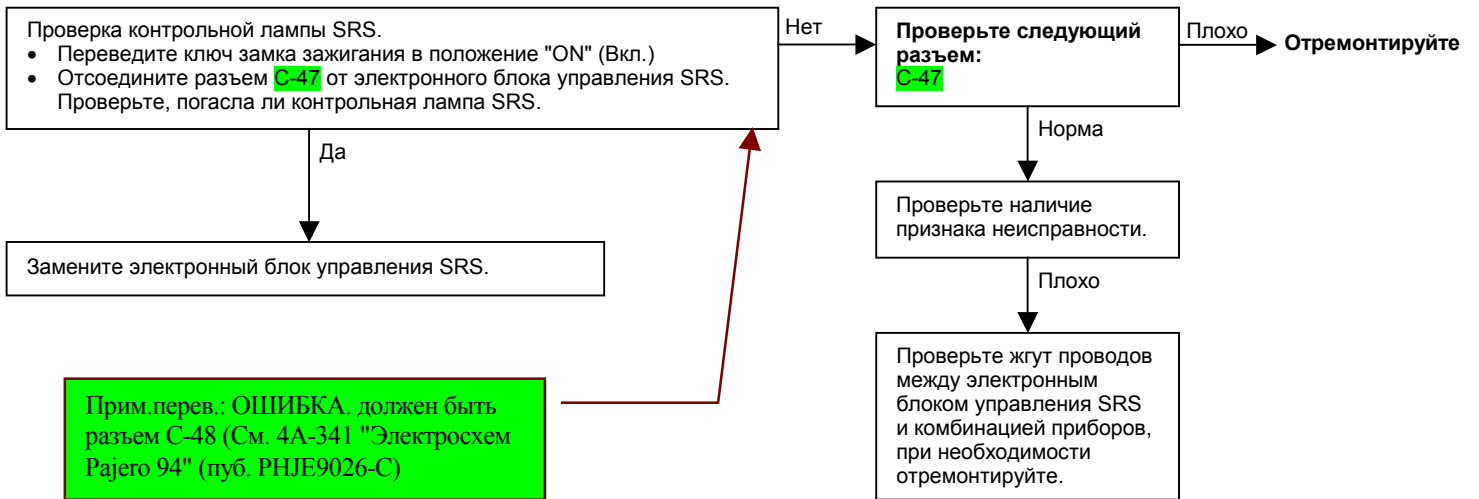 Проверка контрольной лампы SRS.
• Переведите ключ замка зажигания в положение "ON" (Вкл.)
• Отсоедините разъем С-47 от электронного блока управления SRS.
Проверьте, погасла ли контрольная лампа SRS.
Нет
Проверьте следующий
разъем:
С-47
Плохо
Отремонтируйте
Да
Норма
Замените электронный блок управления SRS.
Проверьте наличие
признака неисправности.
Плохо
Проверьте жгут проводов
между электронным
блоком управления SRS
и комбинацией приборов,
при необходимости
отремонтируйте.
Прим.перев.: ОШИБКА. должен быть
разъем С-48 (См. 4А-341 "Электросхем
Pajero 94" (пуб. PHJE9026-C)